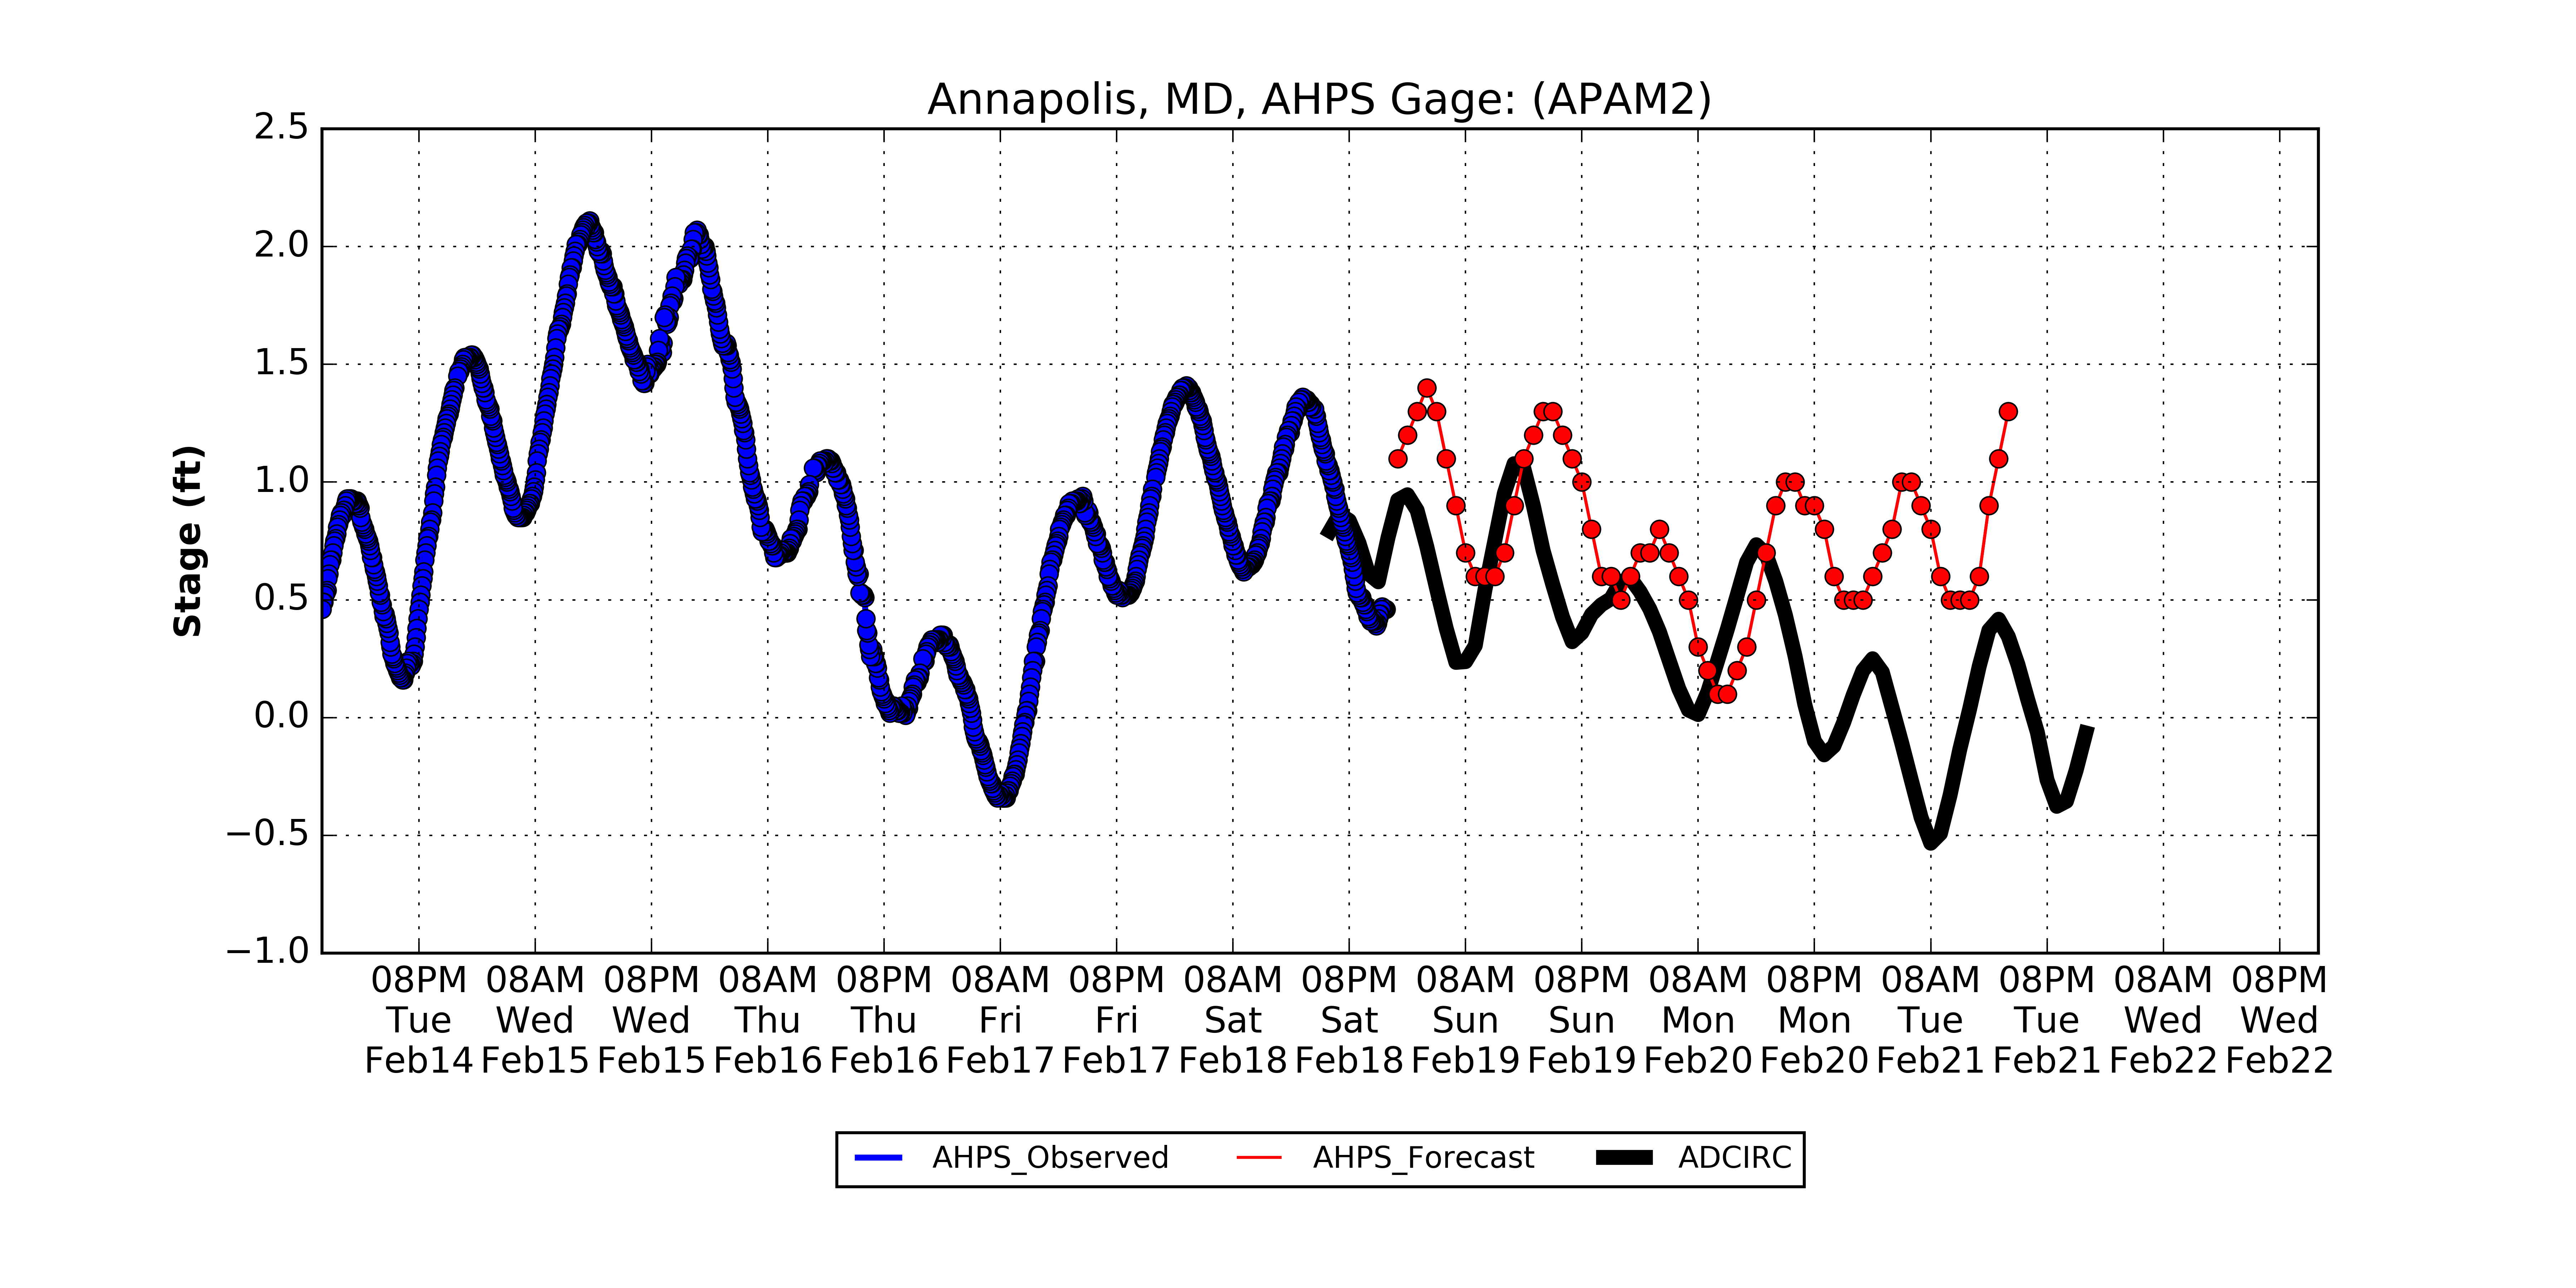 Annapolis, MD, AHPS Gage: (APAM2)
Stage (ft)
2.5
2.0
1.5
1.0
0.5
0.0
−0.5
−1.0
08PM 08AM 08PM 08AM 08PM 08AM 08PM 08AM 08PM 08AM 08PM 08AM 08PM 08AM 08PM 08AM 08PM
Tue Wed Wed Thu Thu Fri Fri Sat Sat Sun Sun Mon Mon Tue Tue Wed Wed
Feb14 Feb15 Feb15 Feb16 Feb16 Feb17 Feb17 Feb18 Feb18 Feb19 Feb19 Feb20 Feb20 Feb21 Feb21 Feb22 Feb22
AHPS_Observed AHPS_Forecast ADCIRC